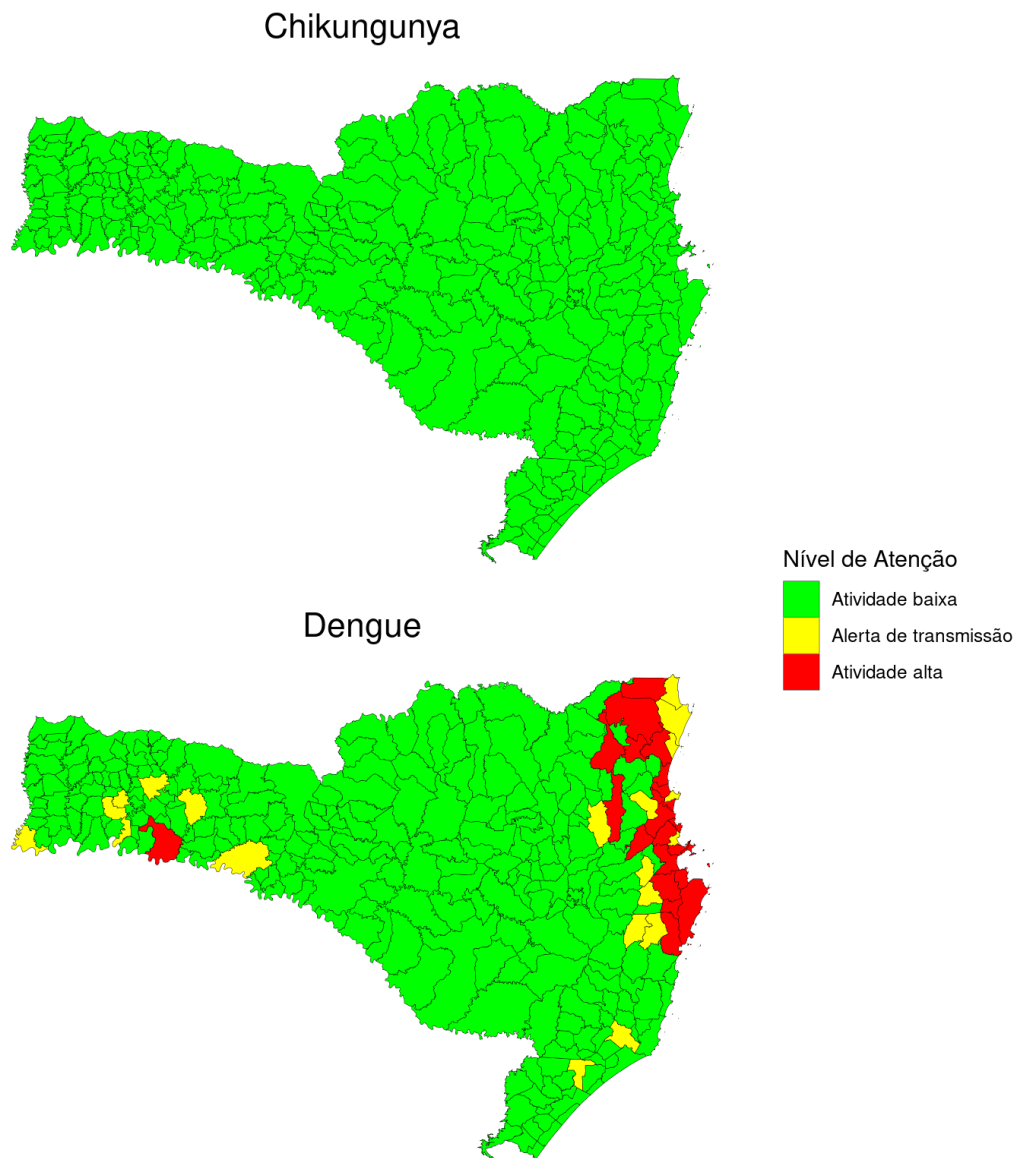 Chikungunya
Nível de Atenção
Atividade baixa
Alerta de transmissão
Atividade alta
Dengue